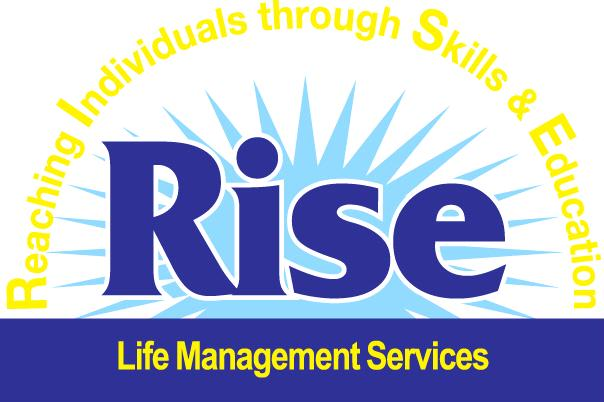 Reaching Individuals through Skills & Education
Rise
Life Management Services